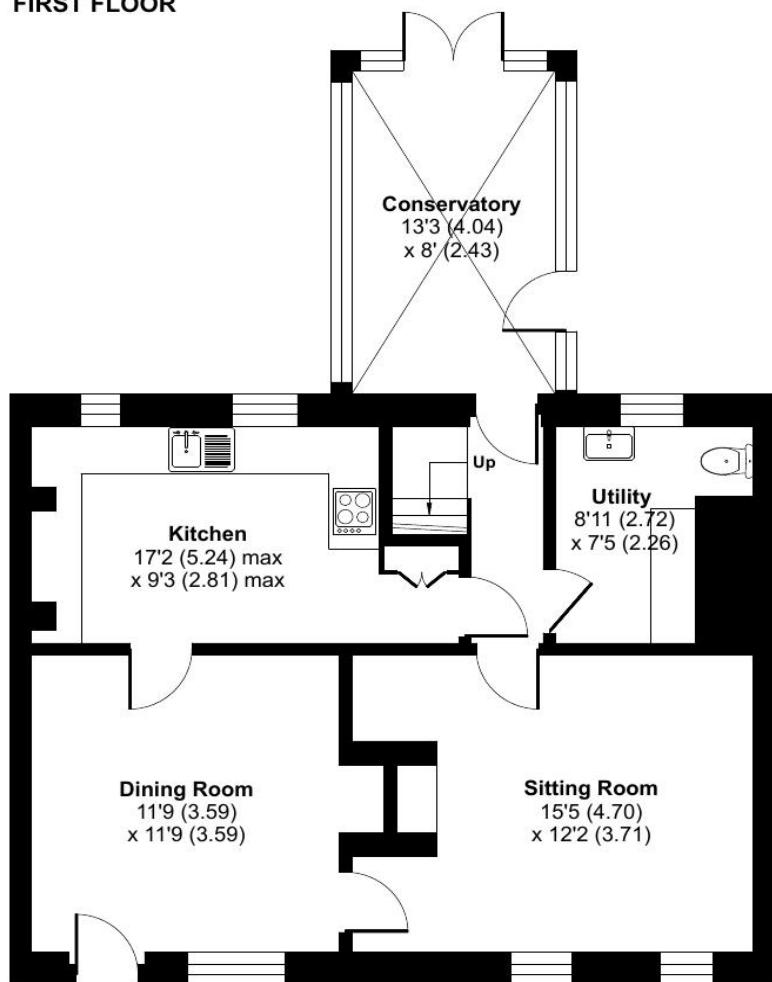 FIRST FLOOR
Conservatory
13'3 (4.04)
x 8' (2.43)
Up
Kitchen
17'2 (5.24) max
x 9'3 (2.81) max
Utility
8'11 (2.72)
x 7'5 (2.26)
Dining Room
11'9 (3.59)
x 11'9 (3.59)
Sitting Room
15'5 (4.70)
x 12'2 (3.71)